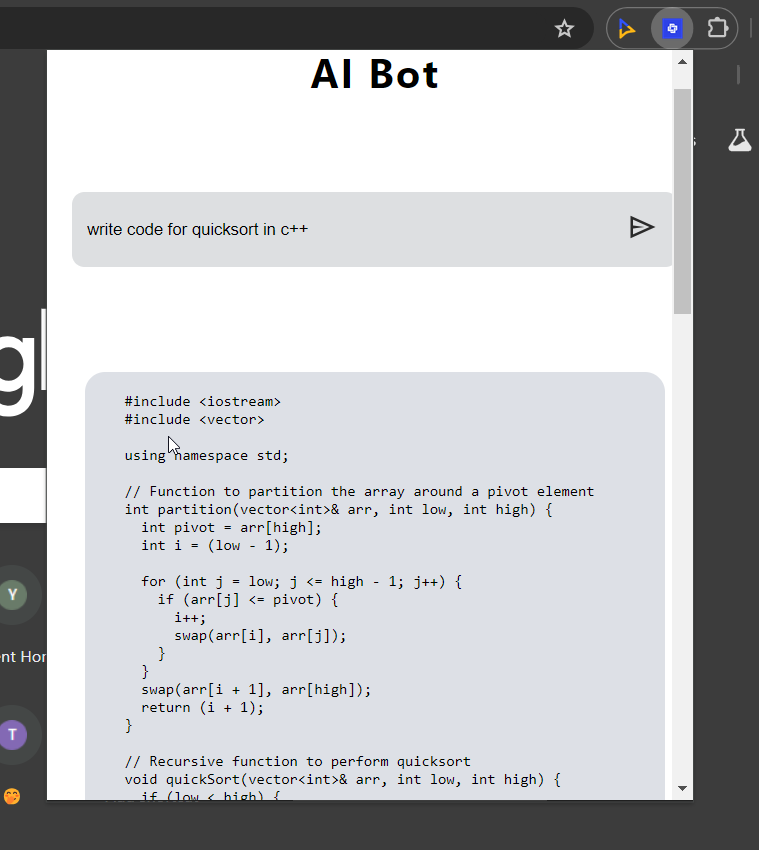 AI Bot
write code for quicksort in c++
#include <iostream>
#include <vector>
using namespace std;
// Function to partition the array around a pivot element
int partition(vector<int>& arr, int low, int high) {
int pivot = arr[high];
int i = (low - 1);
for (int j = low; j <= high - 1; j++) {
if (arr[j] <= pivot) {
i++;
swap(arr[i], arr[j]);
}
}
swap(arr[i + 1], arr[high]);
return (i + 1);
}
// Recursive function to perform quicksort
void quickSort(vector<int>& arr, int low, int high) {
if (low < high) {
gl
Y
ent Hor
T
s